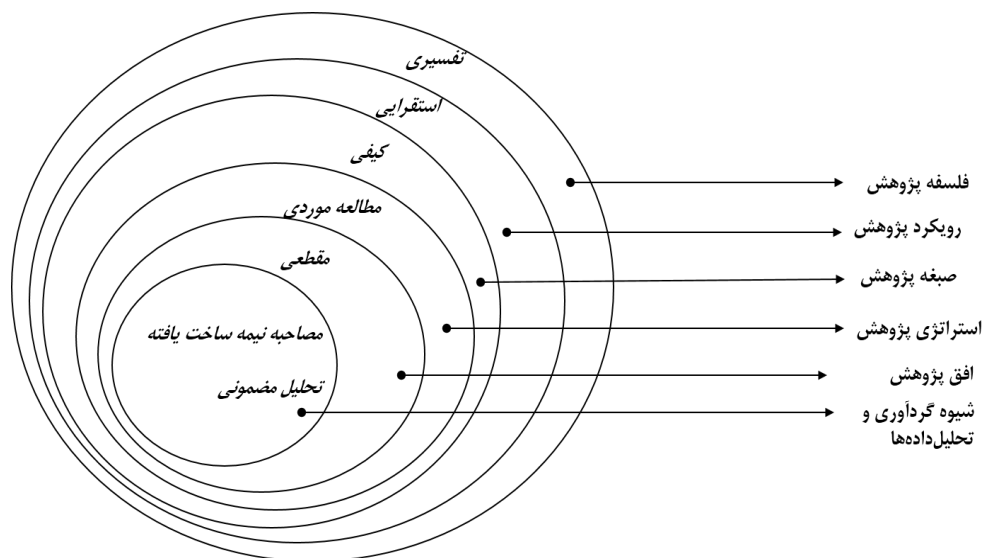 تفسیری
استقرایی
کیفی
مطالعه موردی
مقطعی
مصاحبه نیمه ساخت یافته
تحلیل مضمونی
فلسفه پژوهش
رویکرد پژوهش
صبغه پژوهش
استراتژی پژوهش
افق پژوهش
شیوه گردآوری و
تحلیل‌داده‌ها